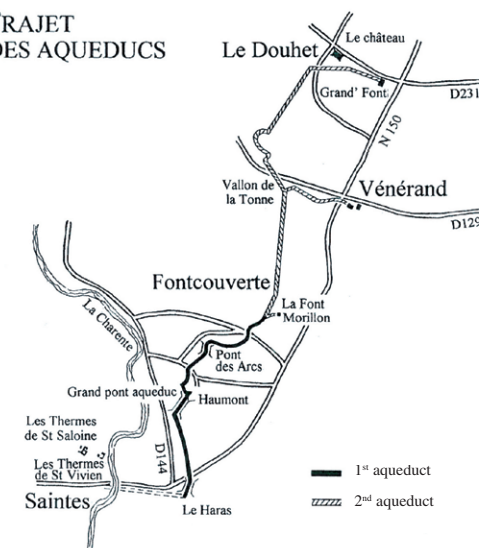 TRAJET
DES AQUEDUCS
Le château
Le Douhet
Grand' Font
D231
N 150
Vallon de
la Tonne
Vénérand
D129
Fontcouverte
La Font
Morillon
La Charente
Pont
des Arcs
Grand pont aqueduc
Haumont
Les Thermes
de St Saloine
D144
Les Thermes
de St Vivien
Saintes
Le Haras
1st aqueduct
2nd aqueduct